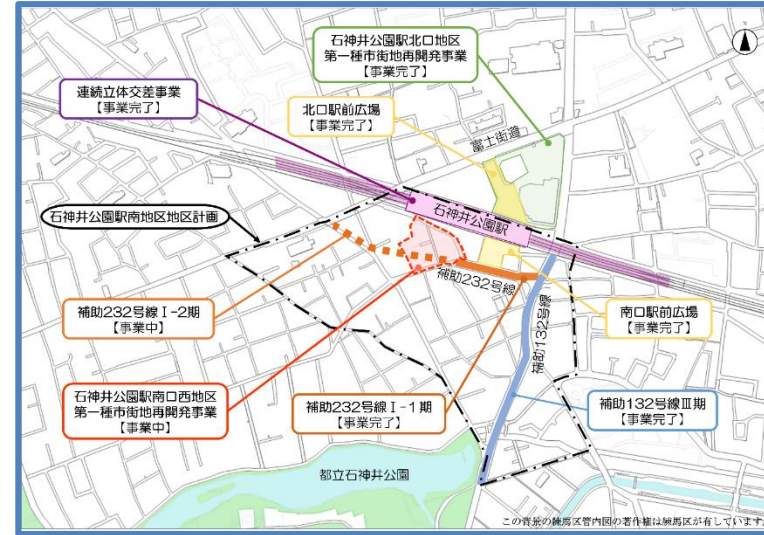 石神井公園駅北口地区
第一種市街地再開発事業
【事業完了】
連続立体交差事業
【事業完了】
北口駅前広場
【事業完了】
富士街道
石神井公園駅
石神井公園駅南地区地区計画
補助232号線
補助232号線Ⅰ-2期
【事業中】
南口駅前広場
【事業完了】
補助132号線
石神井公園駅南口西地区
第一種市街地再開発事業
【事業中】
補助232号線Ⅰ-1期
【事業完了】
補助132号線Ⅲ期
【事業完了】
都立石神井公園
この背景の練馬区管内図の著作権は練馬区が有しています。